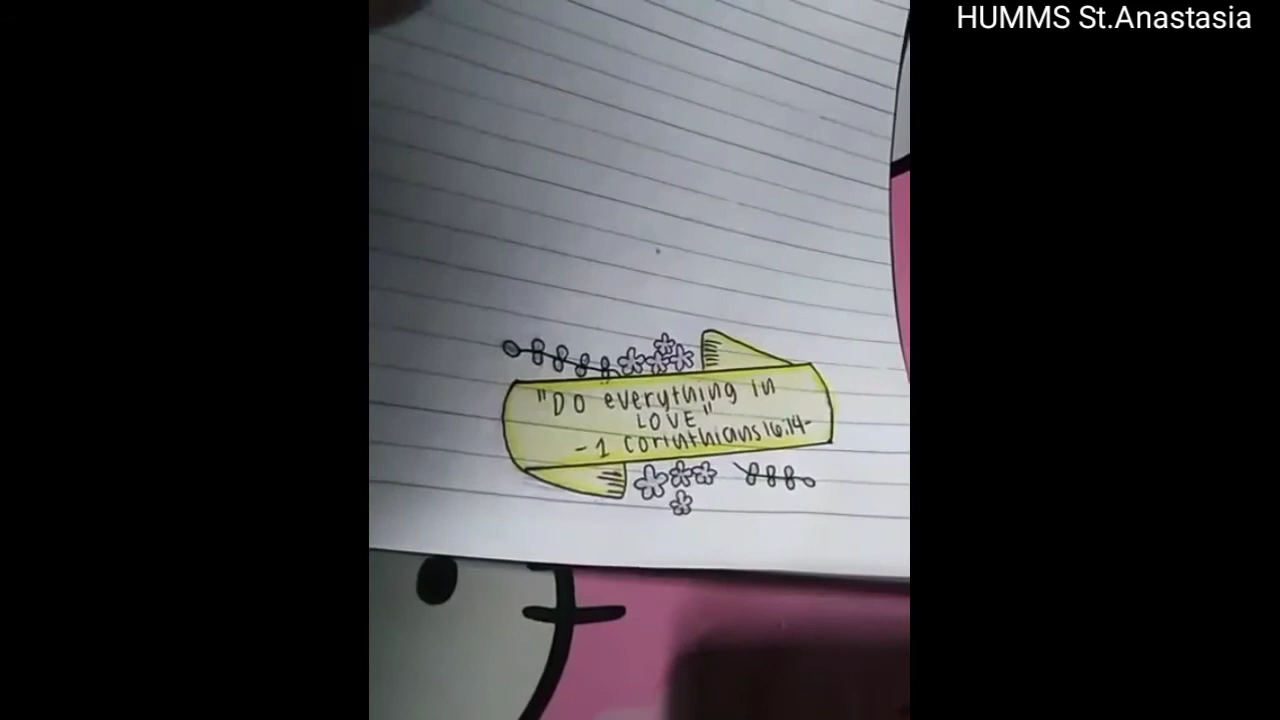 HUMMS St.Anastasia
"DO everything in
LOVE"
-1 Corinthians 16:14-